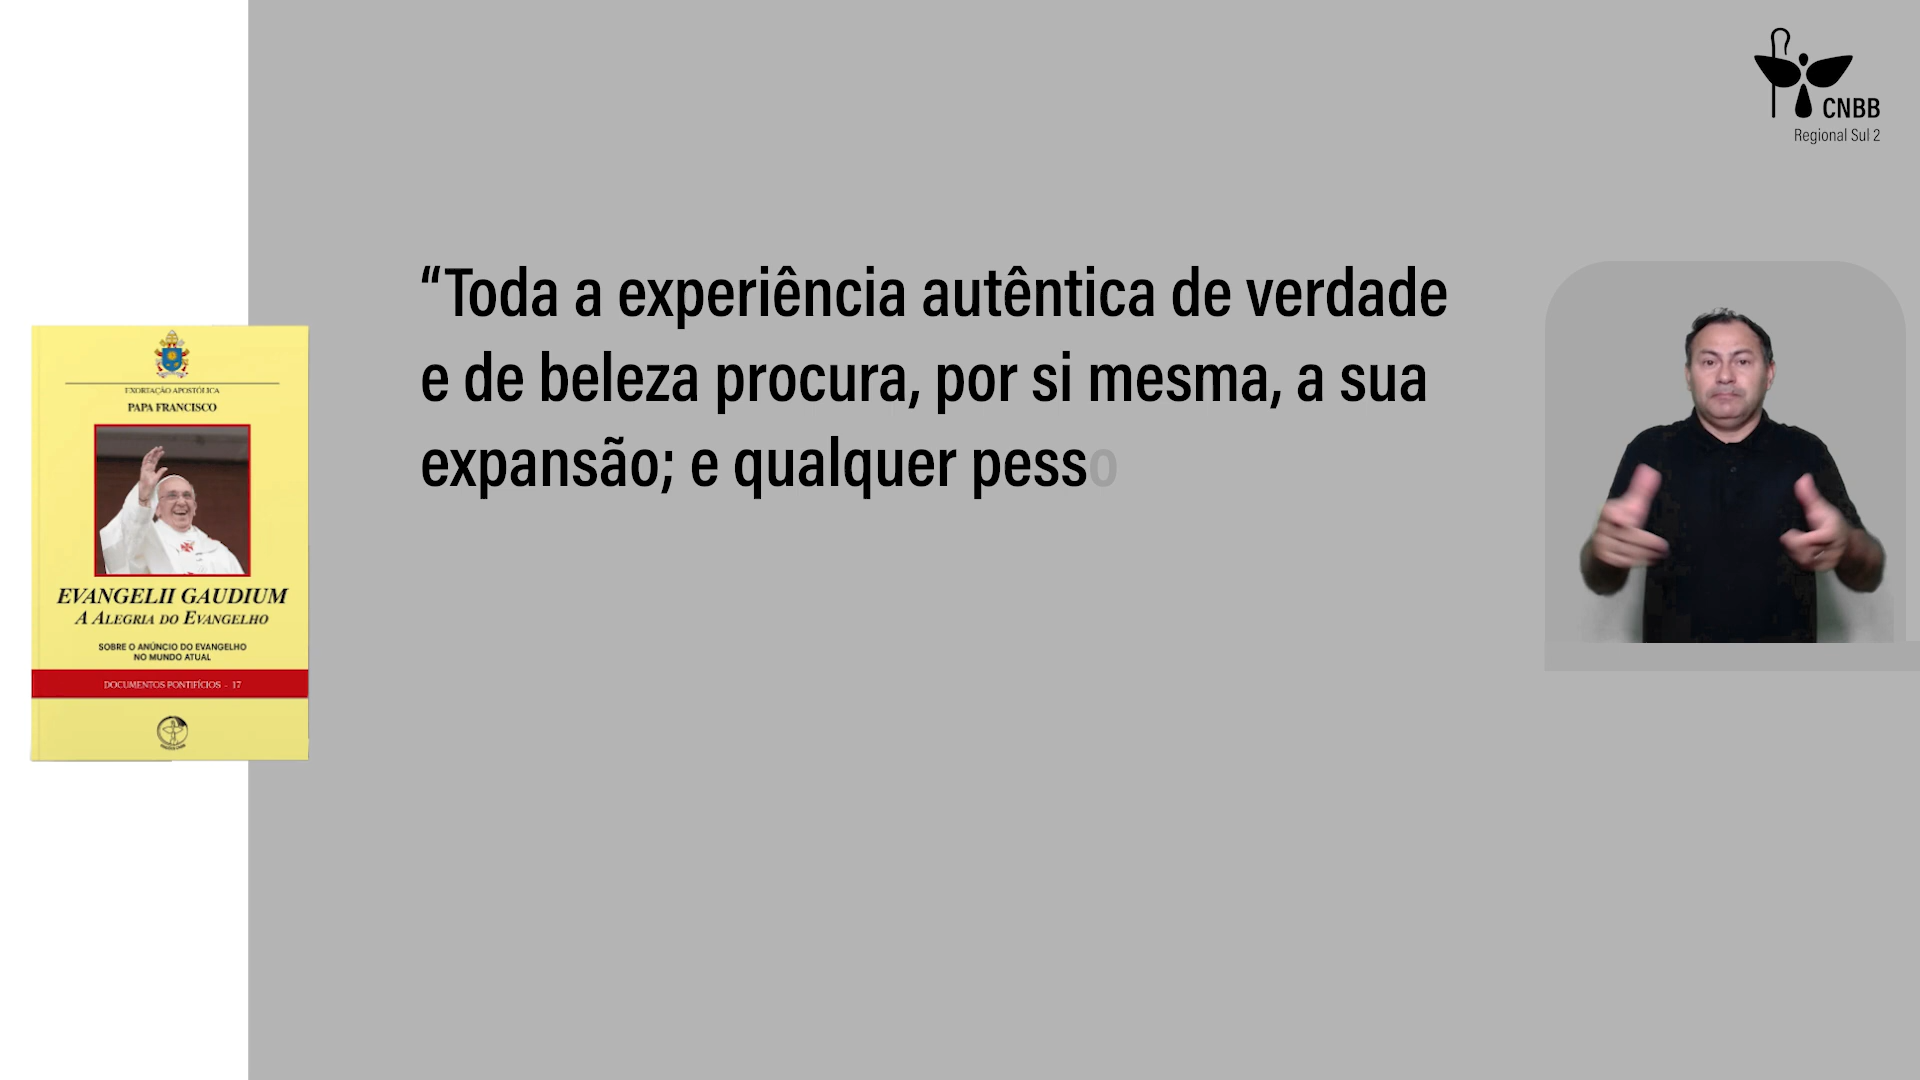 CNBB
Regional Sul 2
“Toda a experiência autêntica de verdade
e de beleza procura, por si mesma, a sua
expansão; e qualquer pesso
EXORTAÇÃO APOSTÓLICA
PAPA FRANCISCO
EVANGELII GAUDIUM
A ALEGRIA DO EVANGELHO
SOBRE O ANÚNCIO DO EVANGELHO
NO MUNDO ATUAL
DOCUMENTOS PONTIFÍCIOS - 17